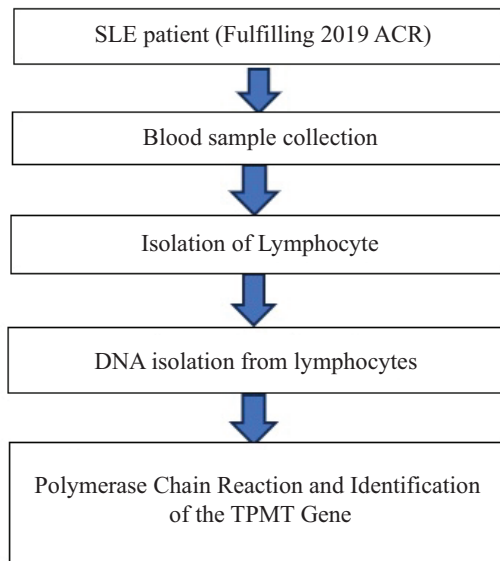 SLE patient (Fulfilling 2019 ACR)
Blood sample collection
Isolation of Lymphocyte
DNA isolation from lymphocytes
Polymerase Chain Reaction and Identification
of the TPMT Gene